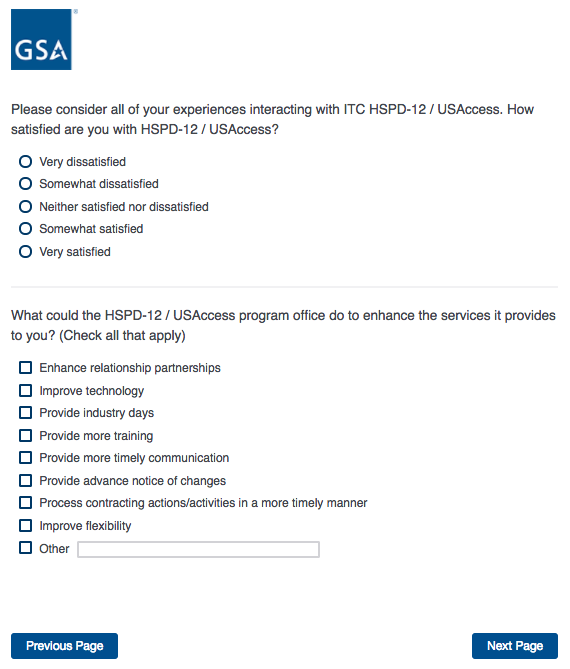 GSA
Please consider all of your experiences interacting with ITC HSPD-12 / USAccess. How
satisfied are you with HSPD-12 / USAccess?
Very dissatisfied
Somewhat dissatisfied
Neither satisfied nor dissatisfied
Somewhat satisfied
Very satisfied
What could the HSPD-12 / USAccess program office do to enhance the services it provides
to you? (Check all that apply)
Enhance relationship partnerships
Improve technology
Provide industry days
Provide more training
Provide more timely communication
Provide advance notice of changes
Process contracting actions/activities in a more timely manner
Improve flexibility
Other
Previous Page
Next Page